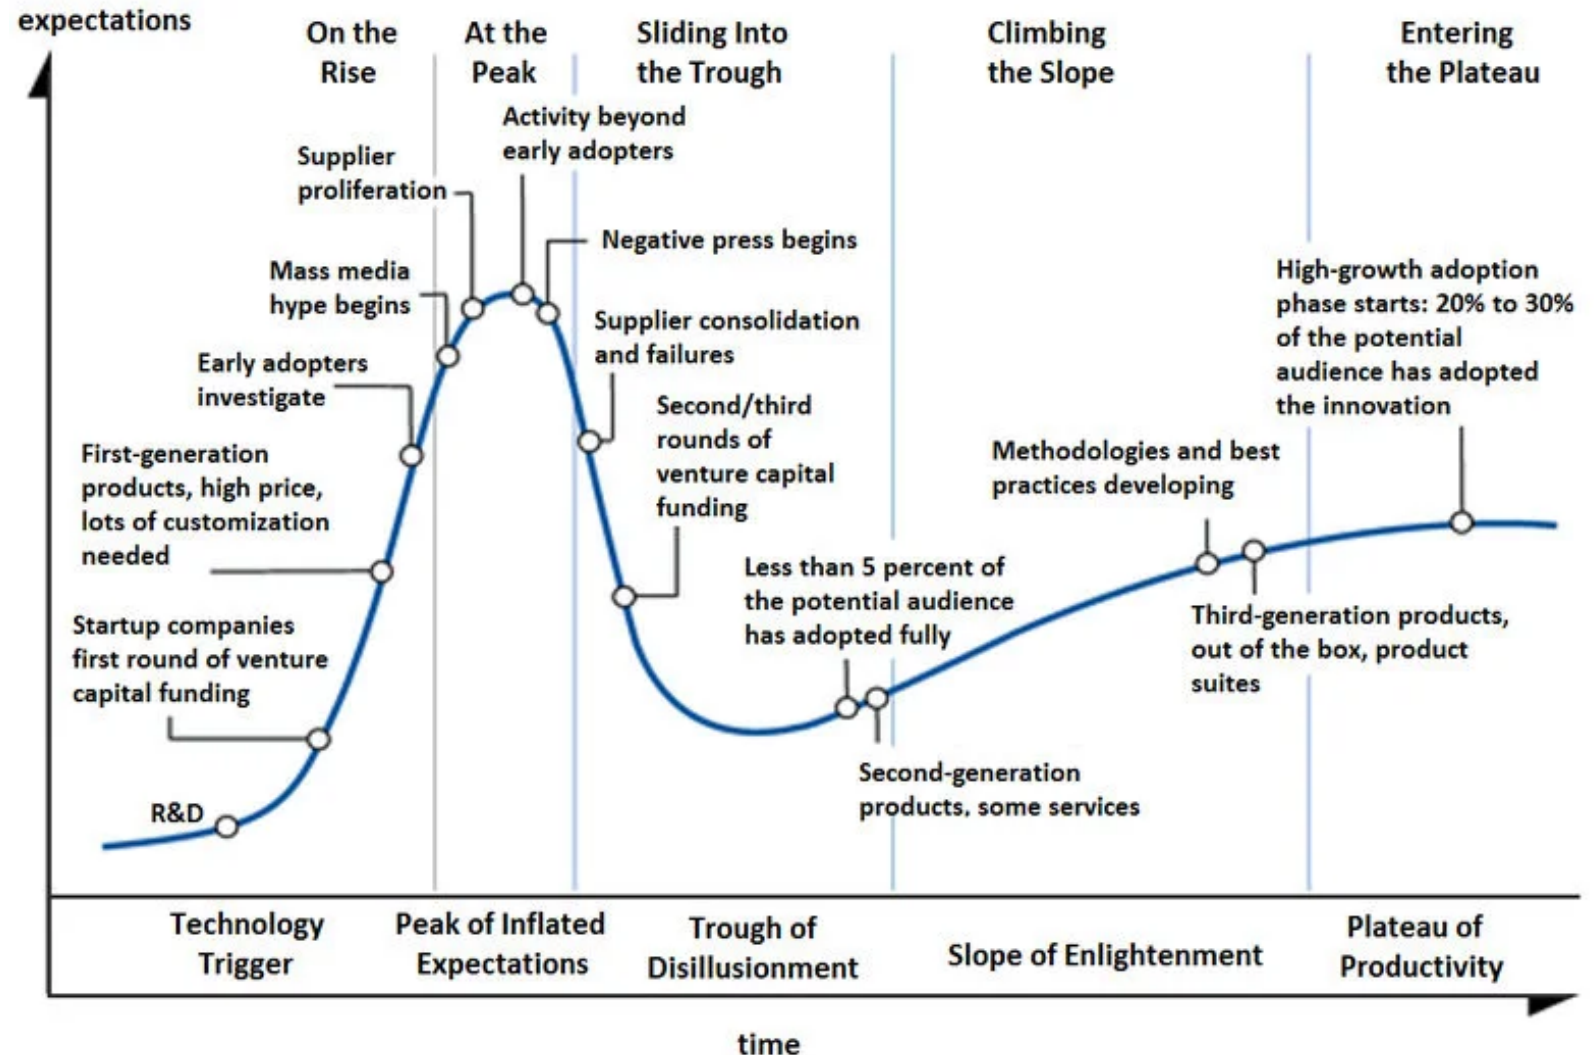 expectations
On the
Rise
At the
Peak
Sliding Into
the Trough
Climbing
the Slope
Entering
the Plateau
Activity beyond
early adopters
Supplier
proliferation
Negative press begins
Mass media
hype begins
High-growth adoption
phase starts: 20% to 30%
of the potential
audience has adopted
the innovation
Supplier consolidation
and failures
Early adopters
investigate
Second/third
rounds of
venture capital
funding
First-generation
products, high price,
lots of customization
needed
Methodologies and best
practices developing
Less than 5 percent of
the potential audience
has adopted fully
Startup companies
first round of venture
capital funding
Third-generation products,
out of the box, product
suites
Second-generation
products, some services
R&D
Technology
Trigger
Peak of Inflated
Expectations
Trough of
Disillusionment
Slope of Enlightenment
Plateau of
Productivity
time